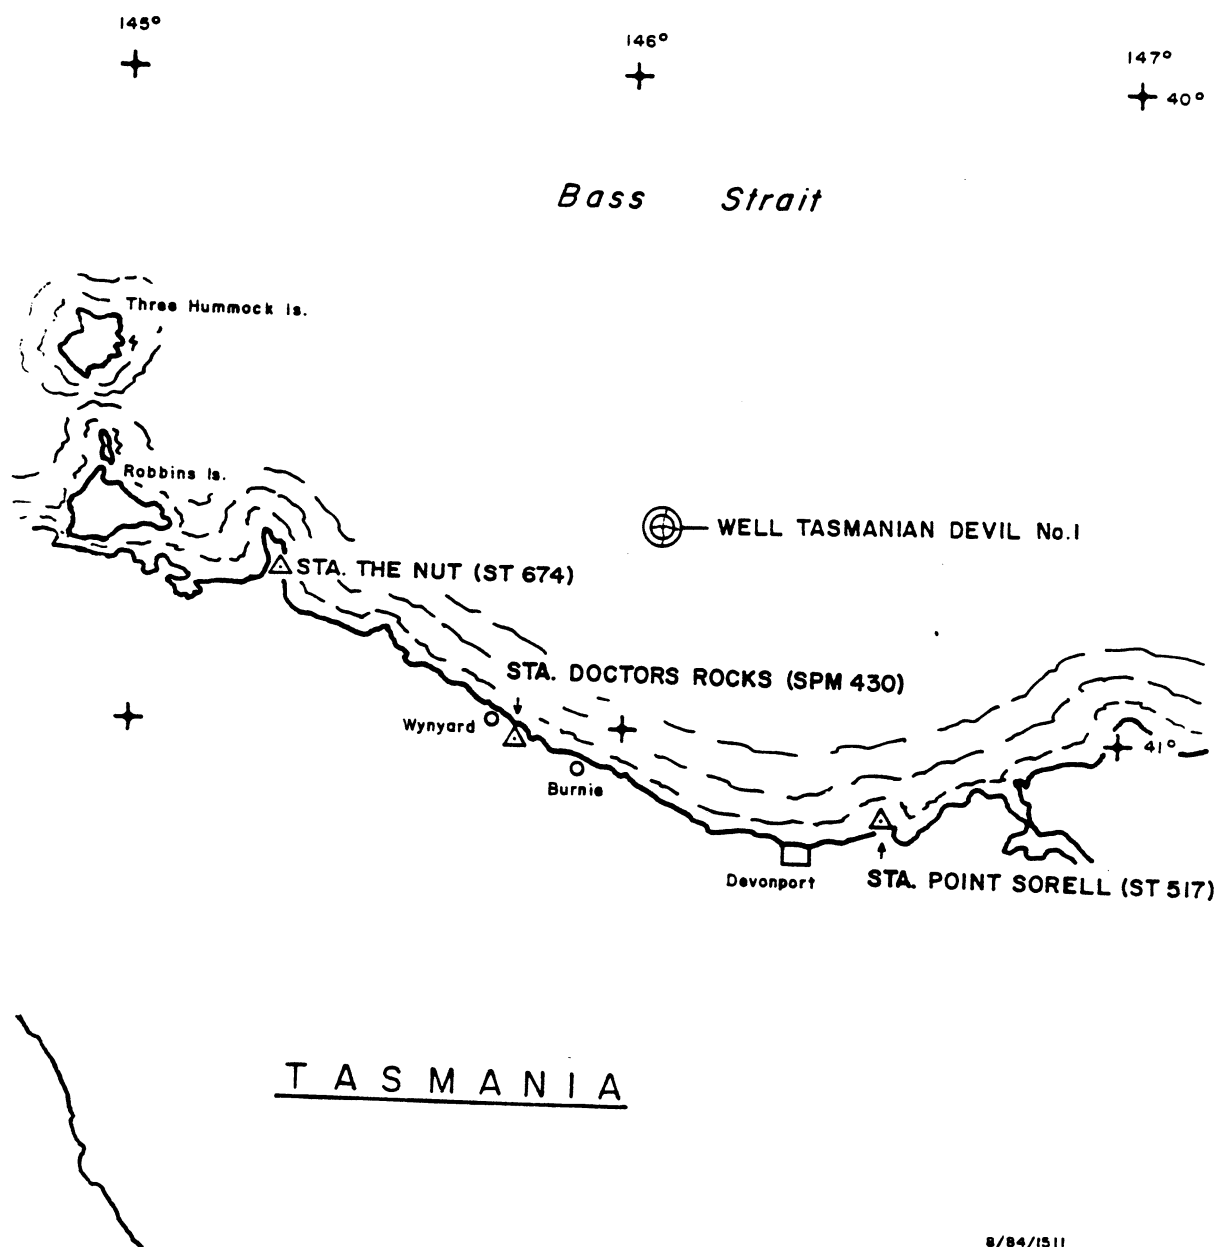 145°
146°
147°
40°
Bass Strait
Three Hummock Is.
Robbins Is.
WELL TASMANIAN DEVIL No.1
STA. THE NUT (ST 674)
STA. DOCTORS ROCKS (SPM 430)
Wynyard
41°
Burnie
Devonport
STA. POINT SORELL (ST 517)
TASMANIA
8/84/1511